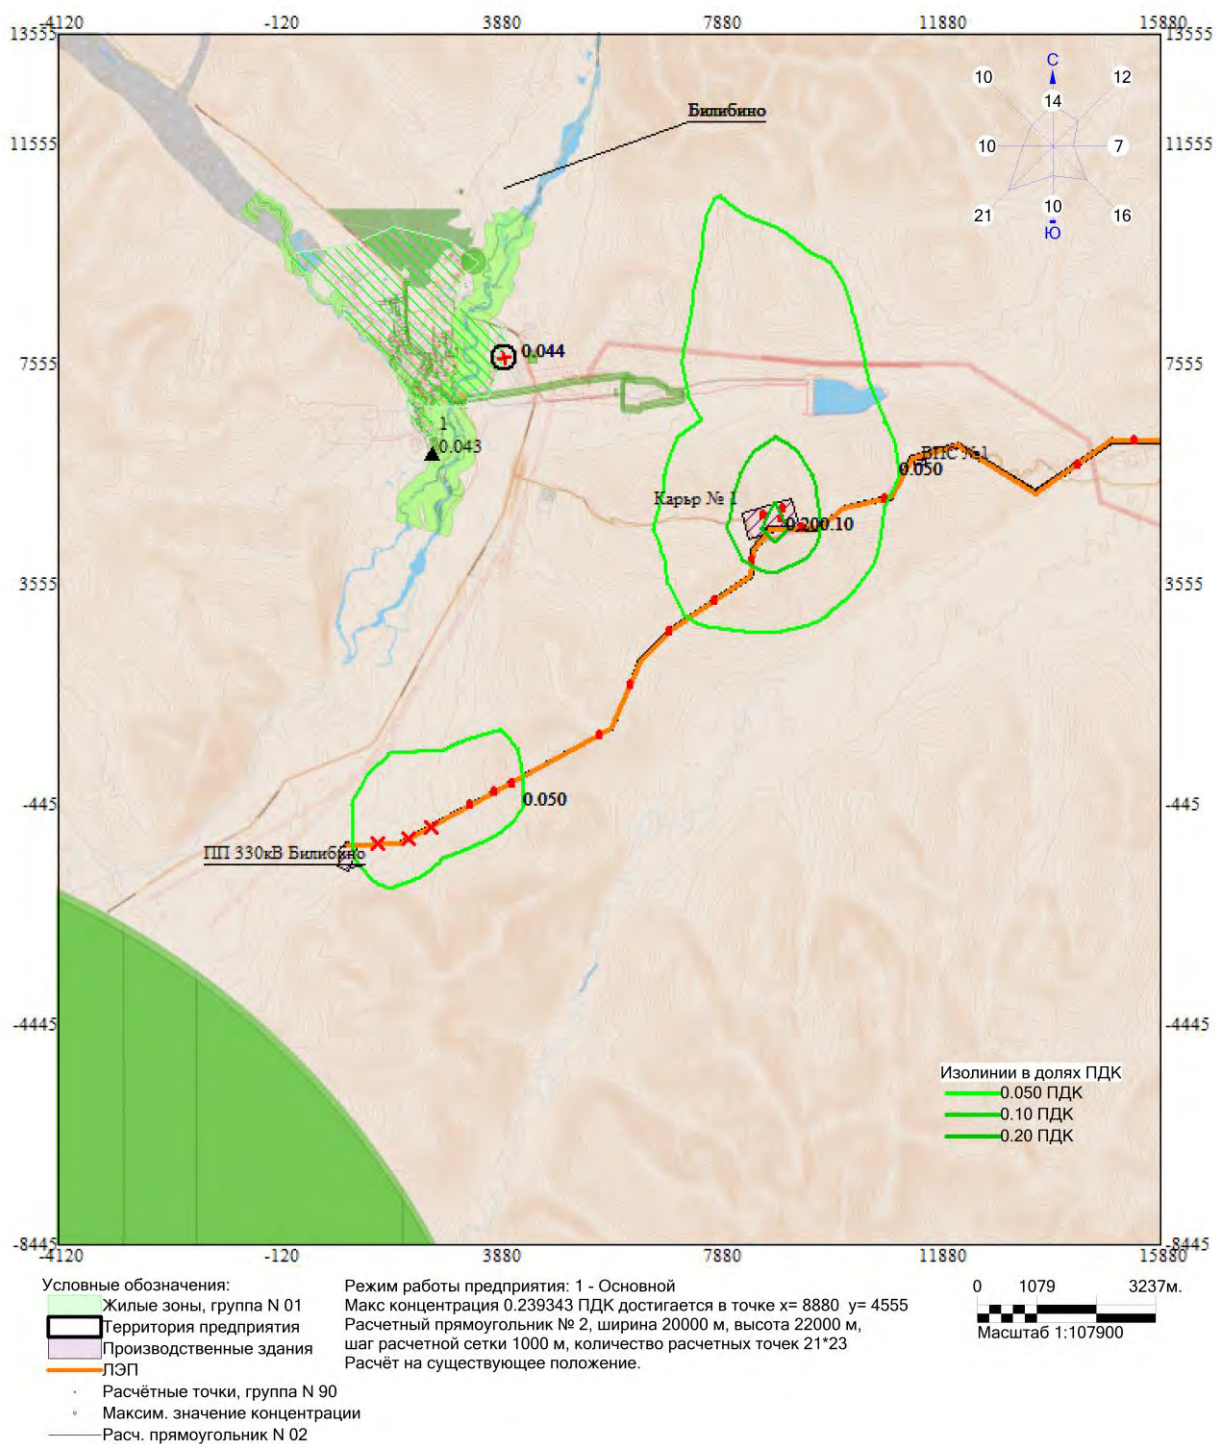 -4120 -120 3880 7880 11880 15880
13555 13555
С
10 12
14
Билибино
11555 11555
10 7
21 10 16
Ю
0.044
7555 7555
1
0.043
ВПС №1
0.050
Карьер № 1
0.200.10
3555 3555
-445 -445
0.050
ПП 330кВ Билибино
-4445 -4445
Изолинии в долях ПДК
0.050 ПДК
0.10 ПДК
0.20 ПДК
-8445 -8445
-4120 -120 3880 7880 11880 15880
Условные обозначения:
Жилые зоны, группа N 01
Территория предприятия
Производственные здания
ЛЭП
Расчётные точки, группа N 90
Максим. значение концентрации
Расч. прямоугольник N 02
Режим работы предприятия: 1 - Основной
Макс концентрация 0.239343 ПДК достигается в точке x= 8880 y= 4555
Расчетный прямоугольник № 2, ширина 20000 м, высота 22000 м,
шаг расчетной сетки 1000 м, количество расчетных точек 21*23
Расчёт на существующее положение.
0 1079 3237м.
Масштаб 1:107900